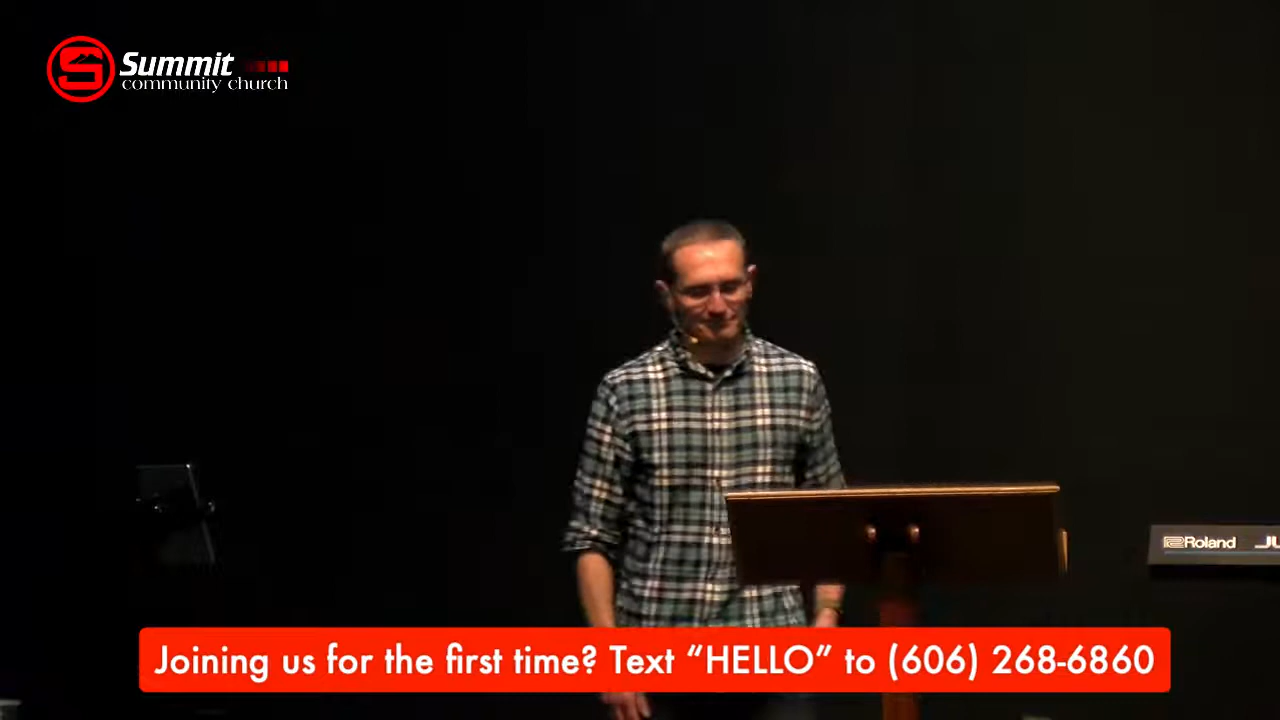 Summit
community church
Roland
Joining us for the first time? Text “HELLO” to (606) 268-6860